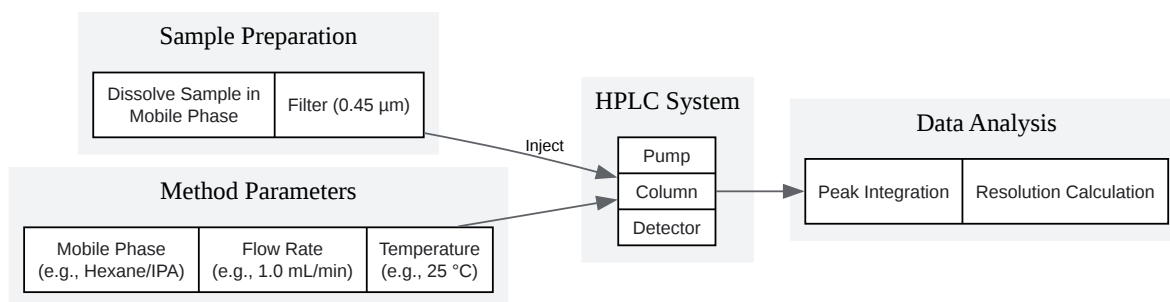 Sample Preparation
Dissolve Sample in
Mobile Phase
Filter (0.45 µm)
Inject
Method Parameters
Mobile Phase
(e.g., Hexane/IPA)
Flow Rate
(e.g., 1.0 mL/min)
Temperature
(e.g., 25 °C)
HPLC System
Pump
Column
Detector
Data Analysis
Peak Integration
Resolution Calculation